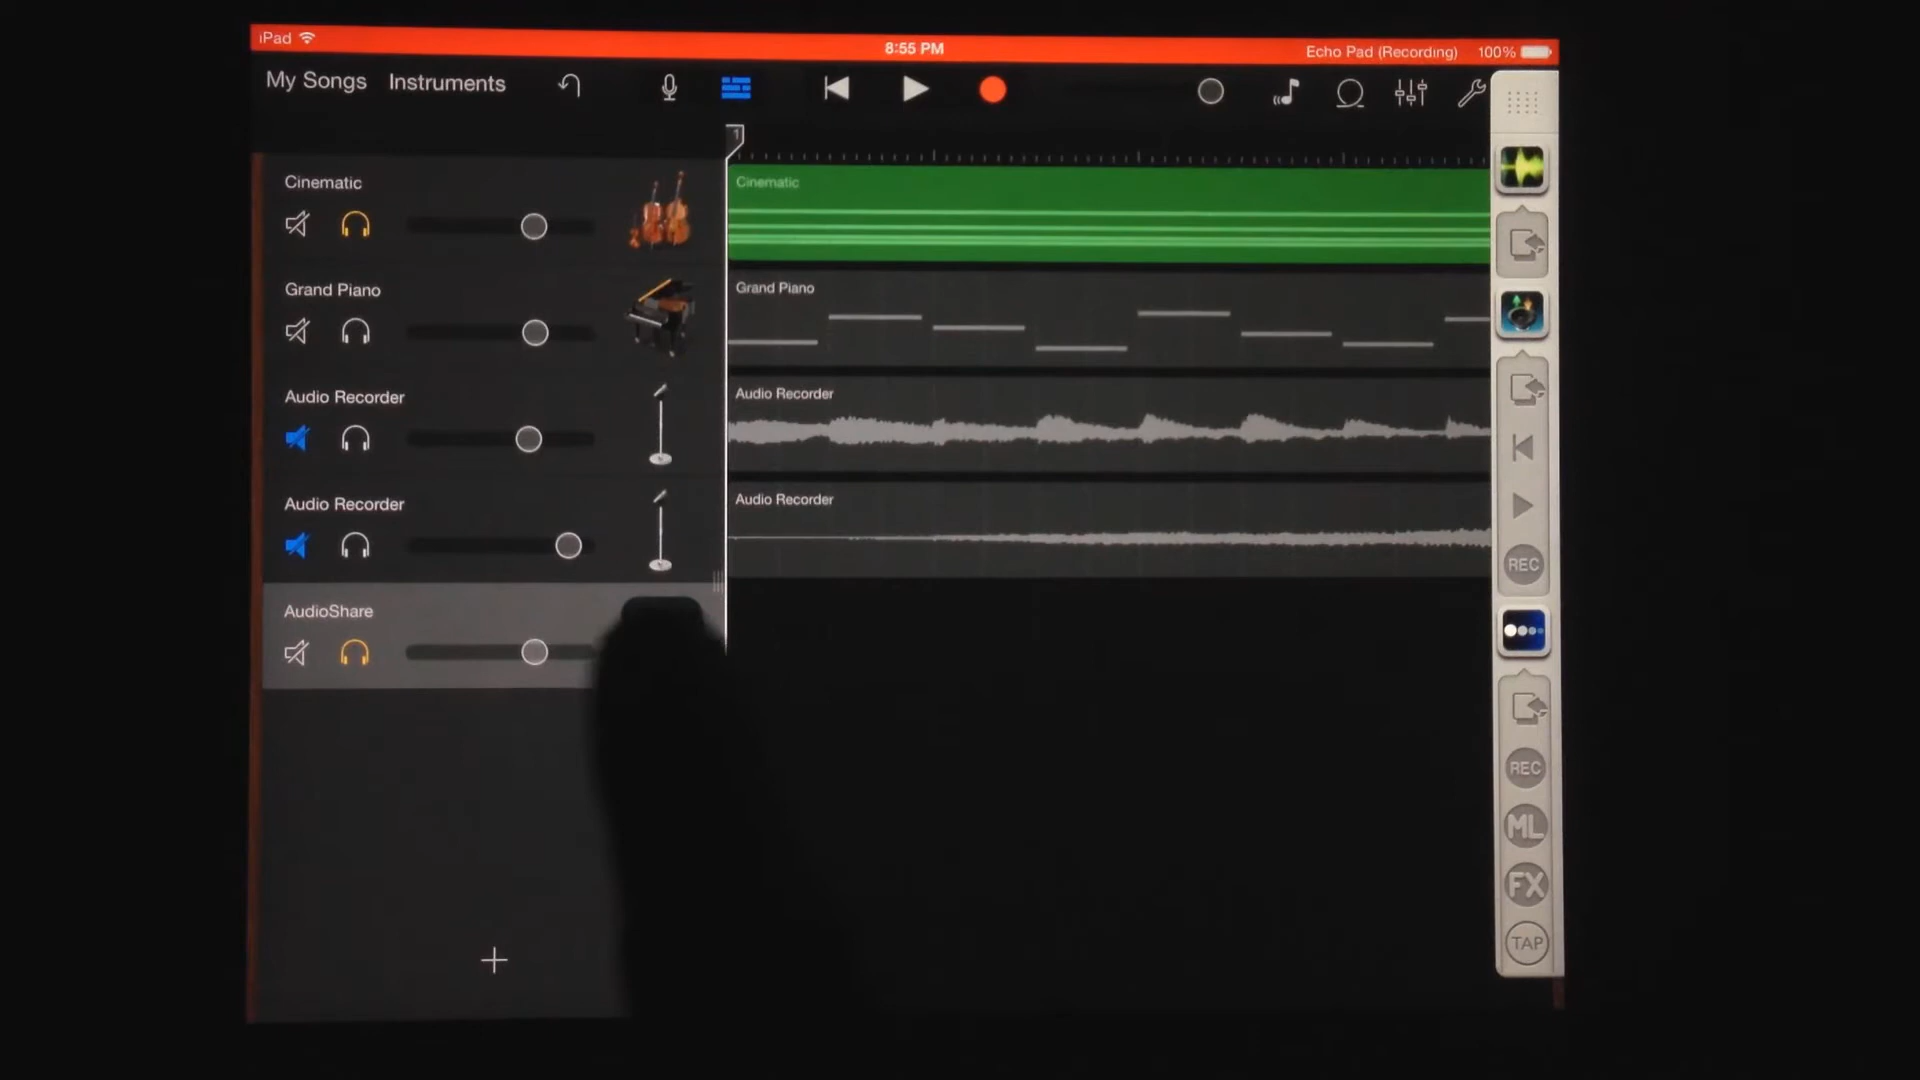 iPad
8:55 PM
Echo Pad (Recording) 100%
My Songs Instruments
1
Cinematic
Cinematic
Grand Piano
Grand Piano
Audio Recorder
Audio Recorder
Audio Recorder
Audio Recorder
AudioShare
REC
REC
ML
FX
TAP